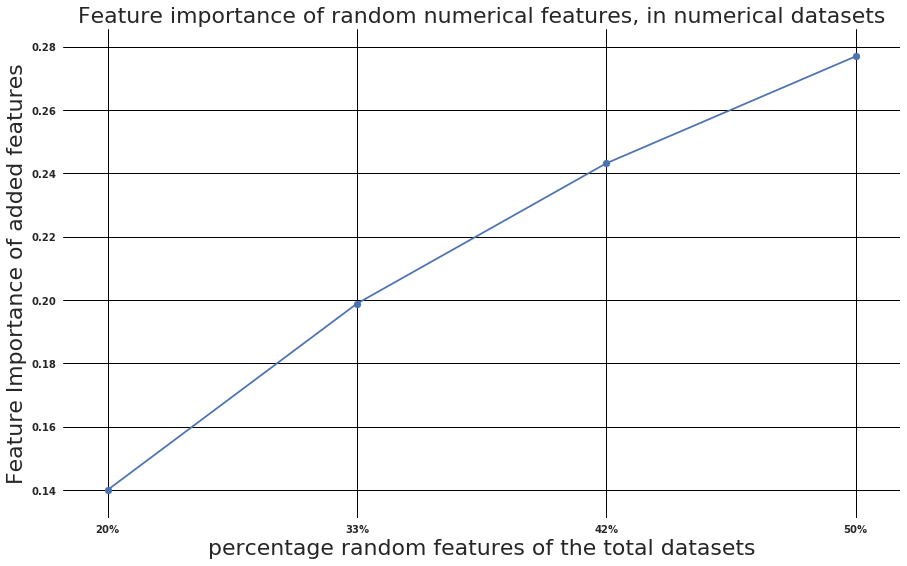 Feature importance of random numerical features, in numerical datasets
Feature Importance of added features
0.28
0.26
0.24
0.22
0.20
0.18
0.16
0.14
20% 33% 42% 50%
percentage random features of the total datasets